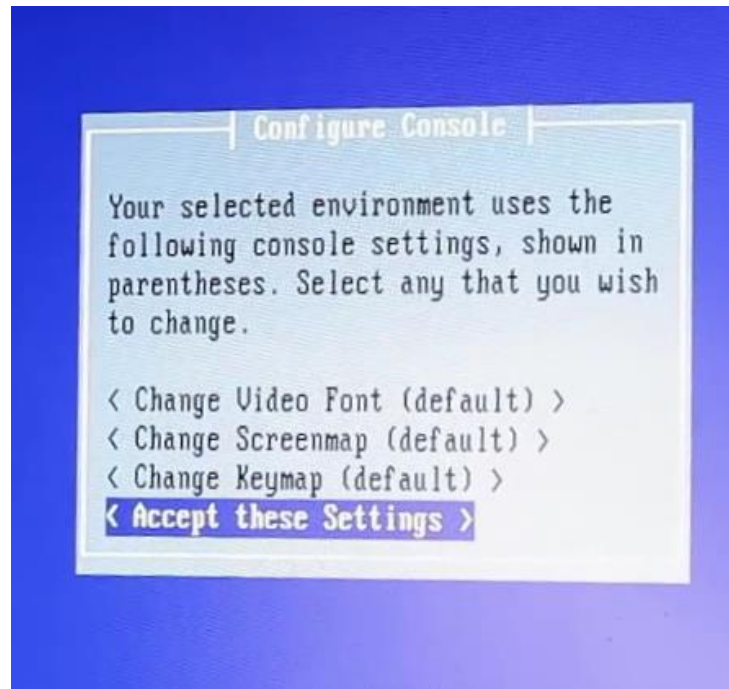 Configure Console
Your selected environment uses the
following console settings, shown in
parentheses. Select any that you wish
to change.
< Change Video Font (default) >
< Change Screenmap (default) >
< Change Keymap (default) >
< Accept these Settings >